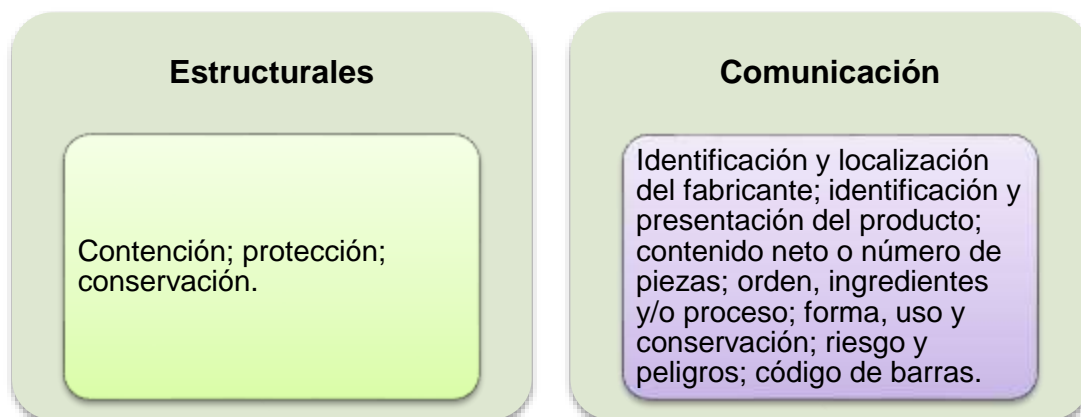 Estructurales
Contención; protección;
conservación.
Comunicación
Identificación y localización
del fabricante; identificación y
presentación del producto;
contenido neto o número de
piezas; orden, ingredientes
y/o proceso; forma, uso y
conservación; riesgo y
peligros; código de barras.